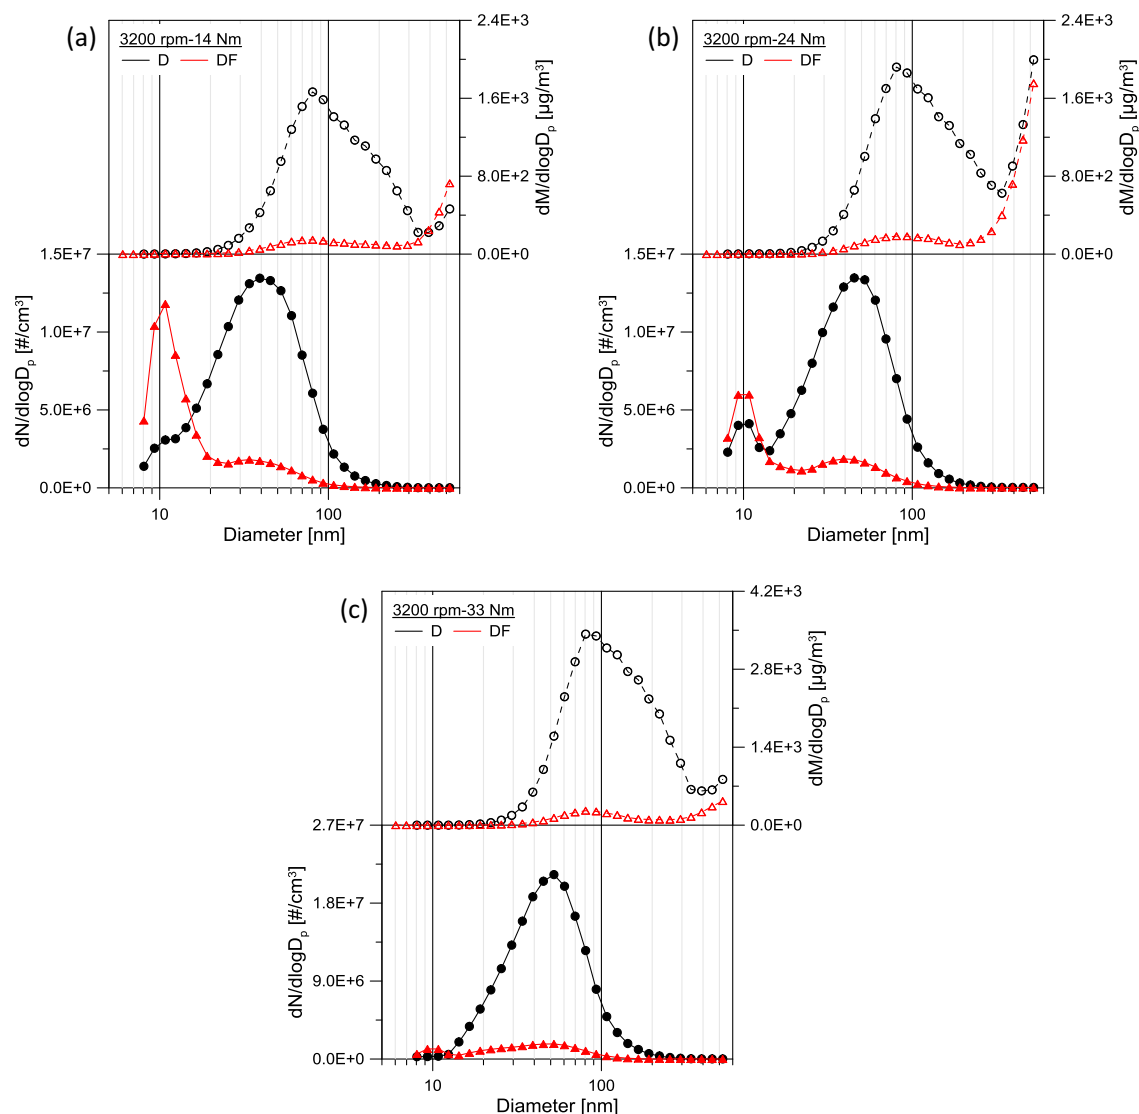 (a)
3200 rpm-14 Nm
D DF
2.4E+3
1.6E+3
8.0E+2
0.0E+0
dM/dlogDp [µg/m³]
1.5E+7
1.0E+7
5.0E+6
0.0E+0
dN/dlogDp [#/cm³]
10 100
Diameter [nm]
(b)
3200 rpm-24 Nm
D DF
2.4E+3
1.6E+3
8.0E+2
0.0E+0
dM/dlogDp [µg/m³]
1.5E+7
1.0E+7
5.0E+6
0.0E+0
dN/dlogDp [#/cm³]
10 100
Diameter [nm]
(c)
3200 rpm-33 Nm
D DF
4.2E+3
2.8E+3
1.4E+3
0.0E+0
dM/dlogDp [µg/m³]
2.7E+7
1.8E+7
9.0E+6
0.0E+0
dN/dlogDp [#/cm³]
10 100
Diameter [nm]